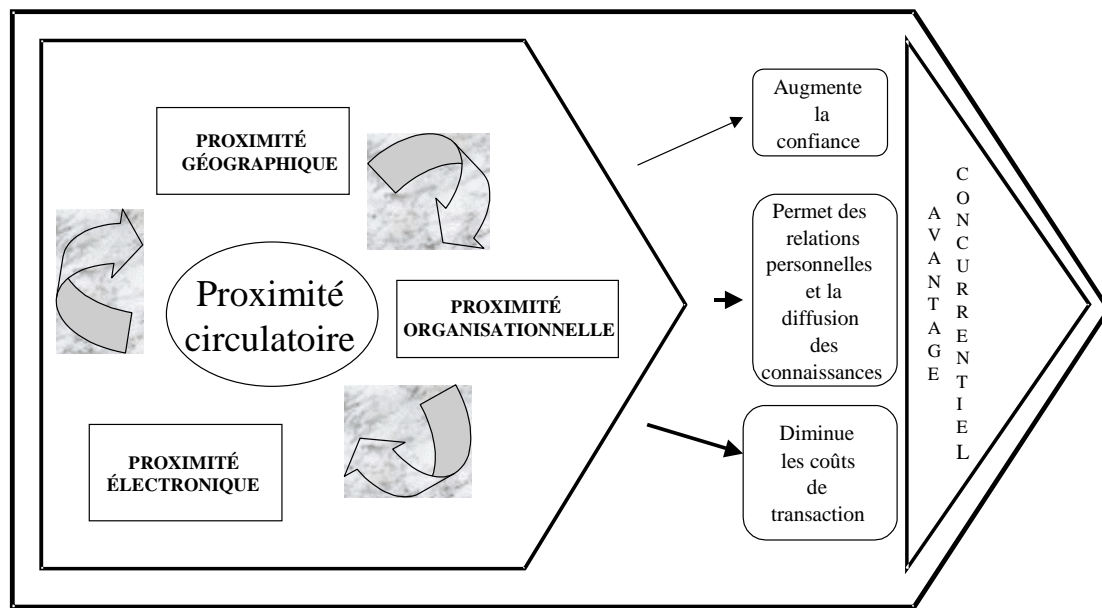 PROXIMITÉ
GÉOGRAPHIQUE
Proximité
circulatoire
PROXIMITÉ
ORGANISATIONNELLE
PROXIMITÉ
ÉLECTRONIQUE
Augmente
la
confiance
Permet des
relations
personnelles
et la
diffusion
des
connaissances
Diminue
les coûts
de
transaction
AVANTAGE
CONCURRENTIEL